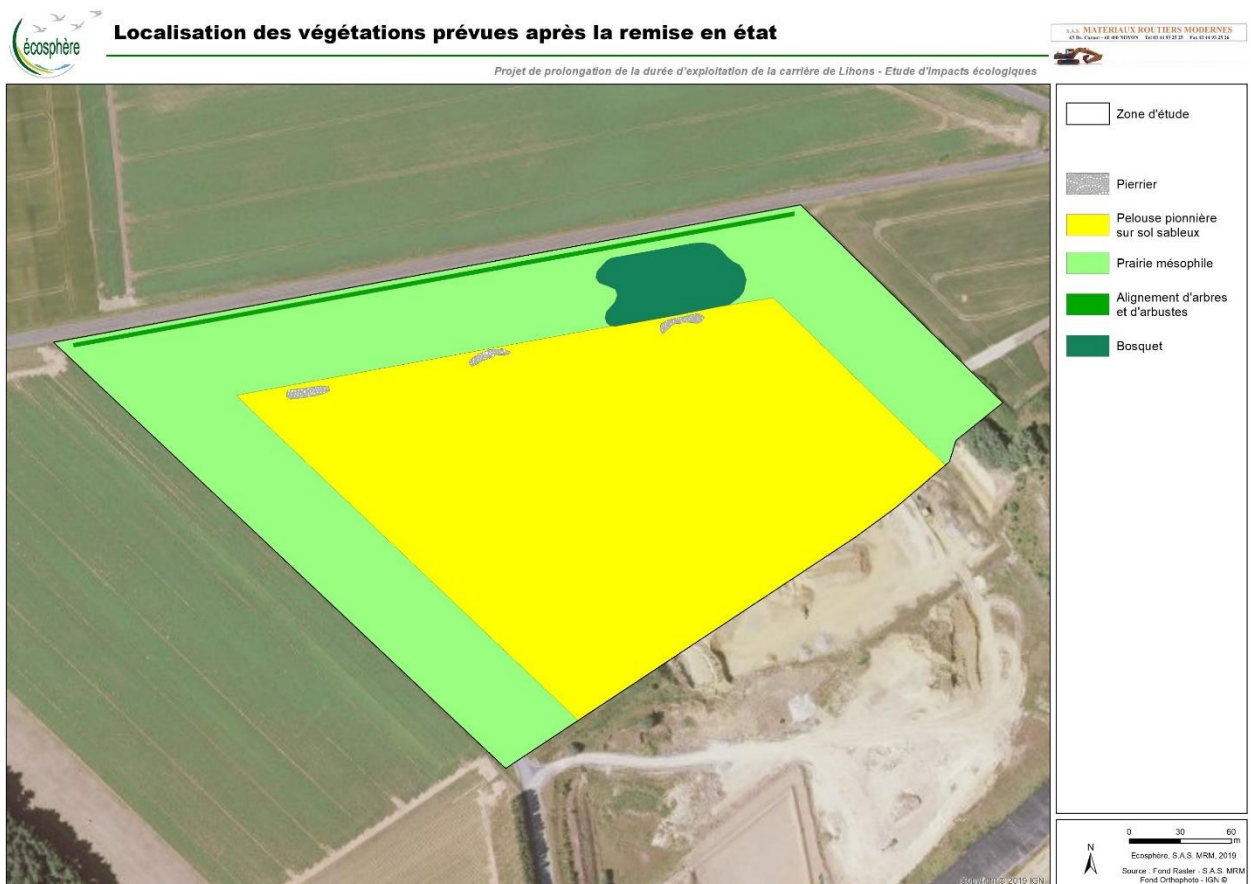 écosphère
Localisation des végétations prévues après la remise en état
S.A.S. MATERIAUX ROUTIERS MODERNES
Projet de prolongation de la durée d'exploitation de la carrière de Lihons - Etude d'impacts écologiques
Zone d'étude
Pierrier
Pelouse pionnière
sur sol sableux
Prairie mésophile
Alignement d'arbres
et d'arbustes
Bosquet
N
0 30 60
m
Ecosphère, S.A.S. MRM, 2019
Source : Fond Raster - S.A.S. MRM
Fond Orthophoto - IGN ©
2019 IGN